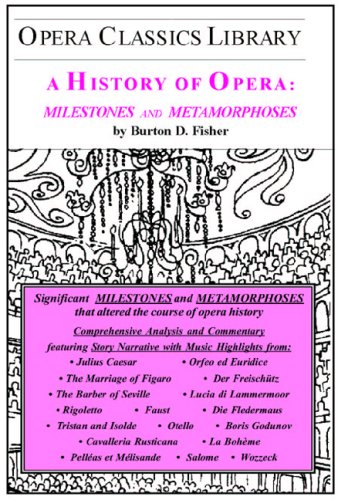 OPERA CLASSICS LIBRARY
A HISTORY OF OPERA:
MILESTONES AND METAMORPHOSES
by Burton D. Fisher
Significant MILESTONES and METAMORPHOSES
that altered the course of opera history
Comprehensive Analysis and Commentary
featuring Story Narrative with Music Highlights from:
• Julius Caesar • Orfeo ed Euridice
• The Marriage of Figaro • Der Freischütz
• The Barber of Seville • Lucia di Lammermoor
• Rigoletto • Faust • Die Fledermaus
• Tristan and Isolde • Otello • Boris Godunov
• Cavalleria Rusticana • La Bohème
• Pelléas et Mélisande • Salome • Wozzeck